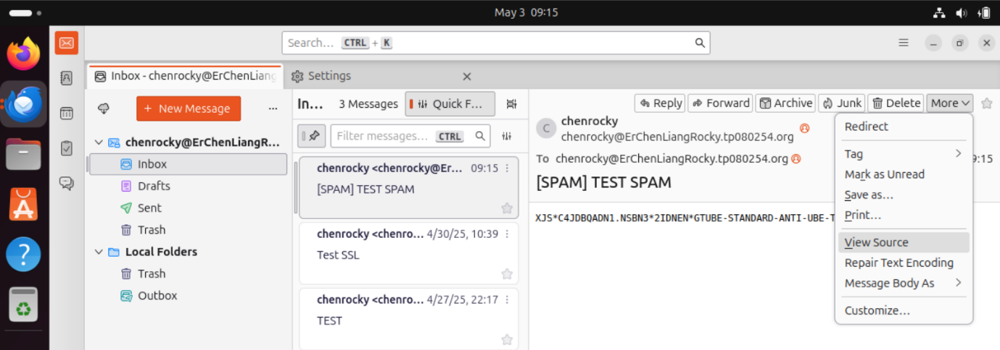 May 3 09:15
Search... CTRL + K
Inbox - chenrocky@ErChenLiang
Settings
+ New Message
chenrocky@ErChenLiangR...
Inbox
Drafts
Sent
Trash
Local Folders
Trash
Outbox
In... 3 Messages Quick F...
Filter messages... CTRL
chenrocky <chenrocky@Er... 09:15
[SPAM] TEST SPAM
chenrocky <chenro... 4/30/25, 10:39
Test SSL
chenrocky <chenro... 4/27/25, 22:17
TEST
Reply Forward Archive Junk Delete More
C
chenrocky
chenrocky@ErChenLiangRocky.tp080254.org
To chenrocky@ErChenLiangRocky.tp080254.org
9:15
[SPAM] TEST SPAM
XJS*C4JDBQADN1.NSBN3*2IDNEN*GTUBE-STANDARD-ANTI-UBE-T
Redirect
Tag
Mark as Unread
Save as...
Print...
View Source
Repair Text Encoding
Message Body As
Customize...